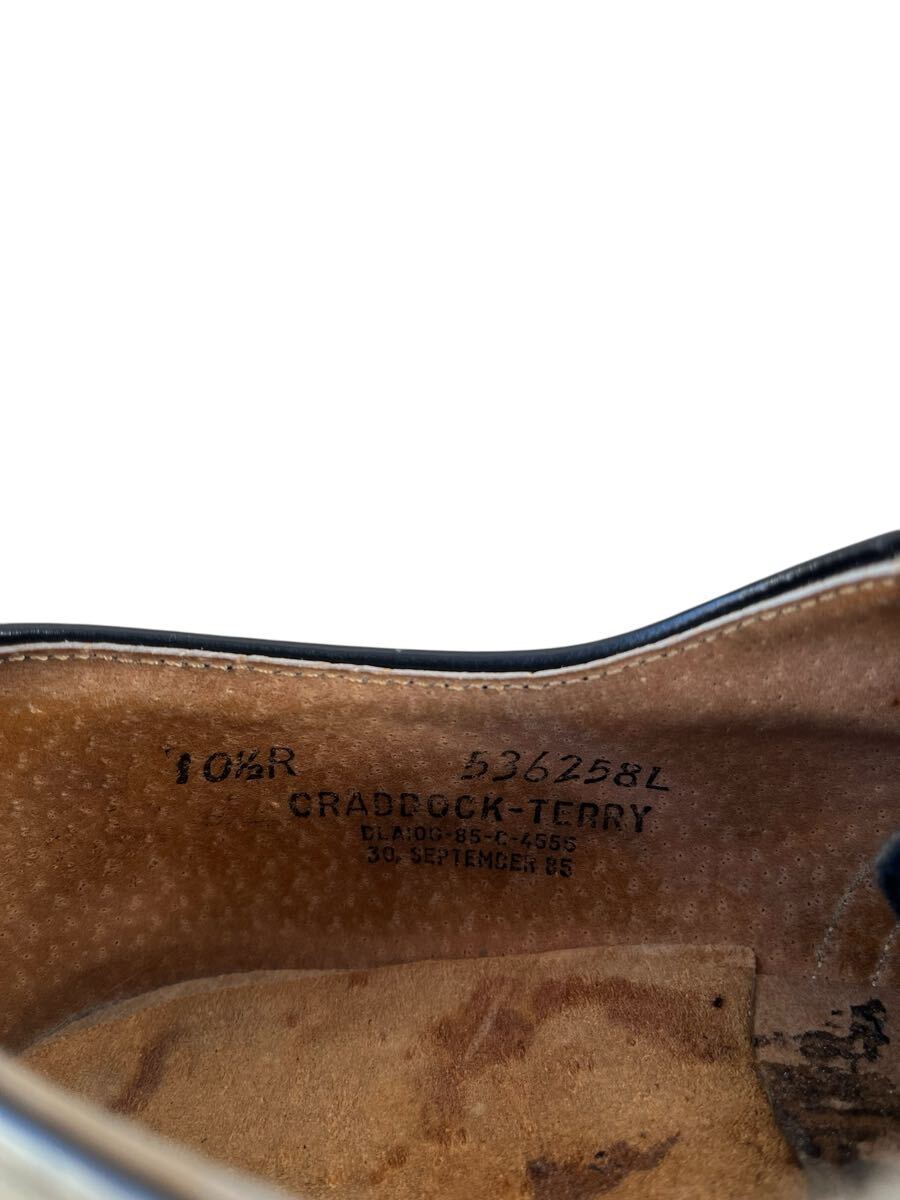 10½R 536258L
CRADDOCK-TERRY
DLA100-85-C-4555
30, SEPTEMBER 85